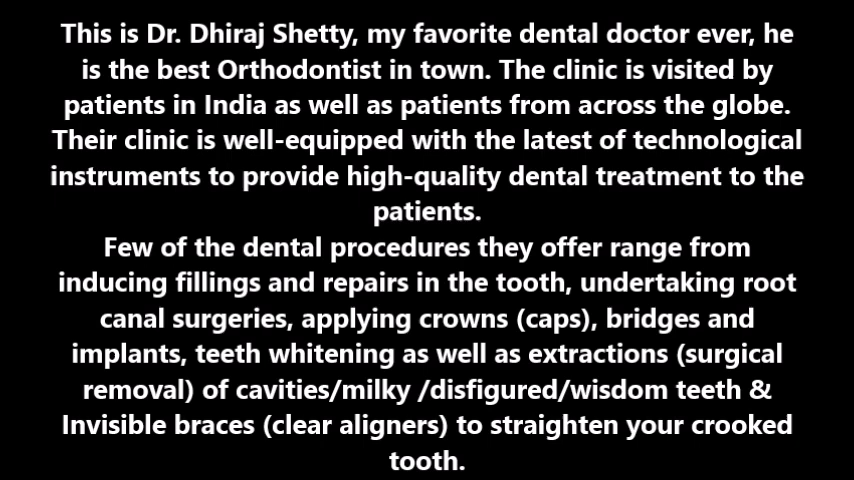 This is Dr. Dhiraj Shetty, my favorite dental doctor ever, he
is the best Orthodontist in town. The clinic is visited by
patients in India as well as patients from across the globe.
Their clinic is well-equipped with the latest of technological
instruments to provide high-quality dental treatment to the
patients.
Few of the dental procedures they offer range from
inducing fillings and repairs in the tooth, undertaking root
canal surgeries, applying crowns (caps), bridges and
implants, teeth whitening as well as extractions (surgical
removal) of cavities/milky /disfigured/wisdom teeth &
Invisible braces (clear aligners) to straighten your crooked
tooth.